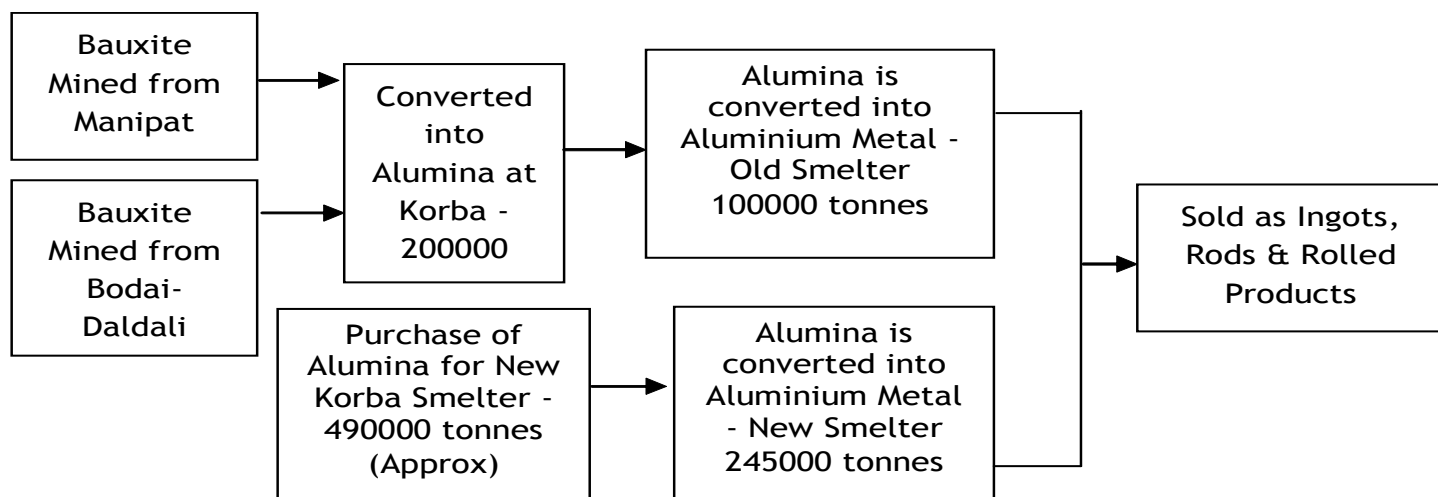 Bauxite
Mined from
Manipat
Bauxite
Mined from
Bodai-
Daldali
Converted
into
Alumina at
Korba -
200000
Purchase of
Alumina for New
Korba Smelter -
490000 tonnes
(Approx)
Alumina is
converted into
Aluminium Metal -
Old Smelter
100000 tonnes
Alumina is
converted into
Aluminium Metal
- New Smelter
245000 tonnes
Sold as Ingots,
Rods & Rolled
Products